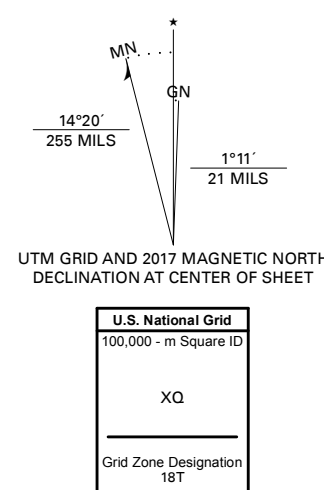 ★
MN
GN
14°20´
255 MILS
1°11´
21 MILS
UTM GRID AND 2017 MAGNETIC NORTH
DECLINATION AT CENTER OF SHEET
U.S. National Grid
100,000 - m Square ID
XQ
Grid Zone Designation
18T